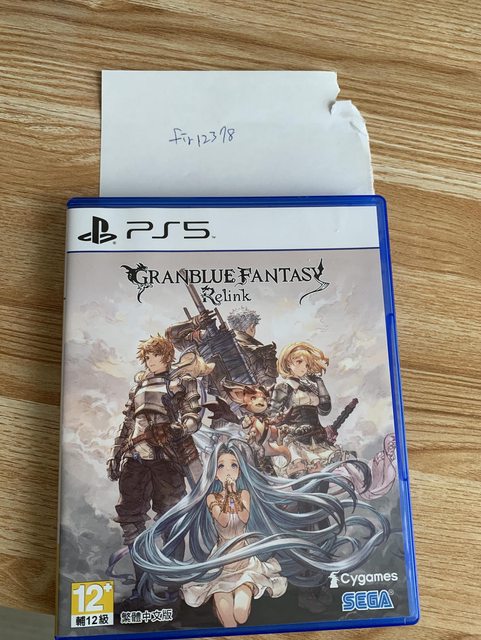 fir12378
PS5
GRANBLUE FANTASY
Relink
Cygames
SEGA
12+
輔12級
繁體中文版